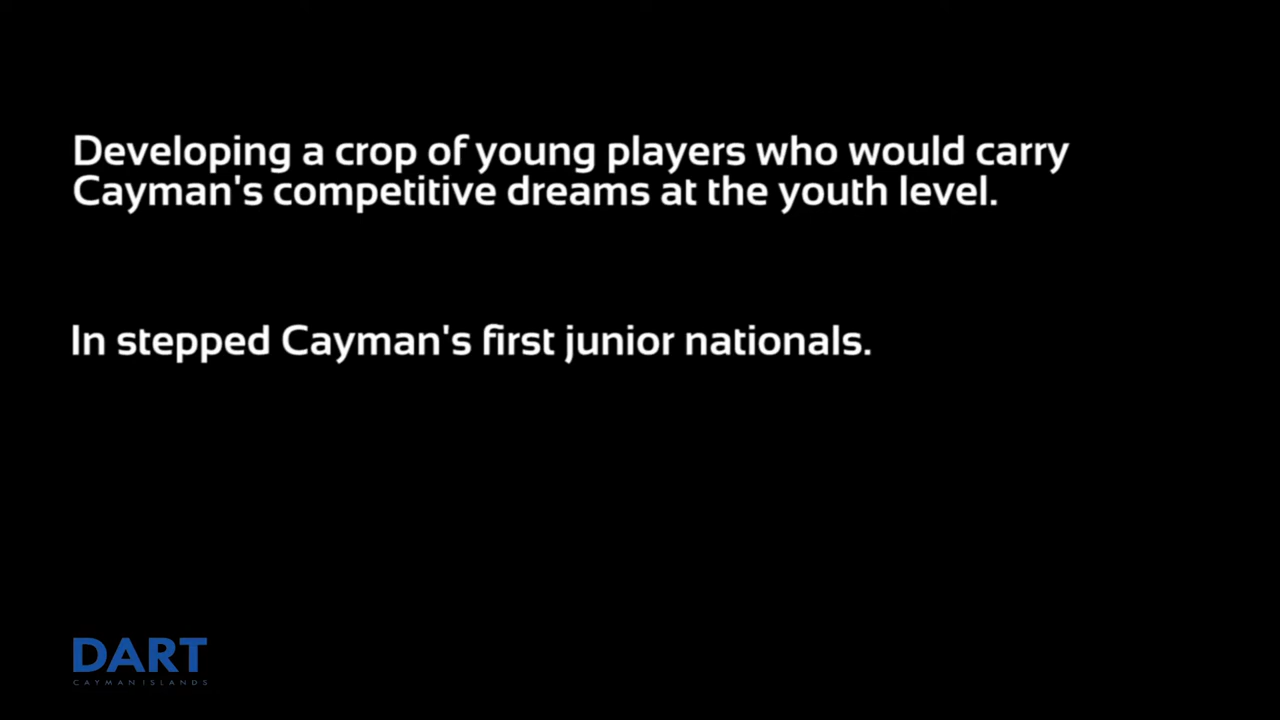 Developing a crop of young players who would carry
Cayman's competitive dreams at the youth level.
In stepped Cayman's first junior nationals.
DART
CAYMAN ISLANDS